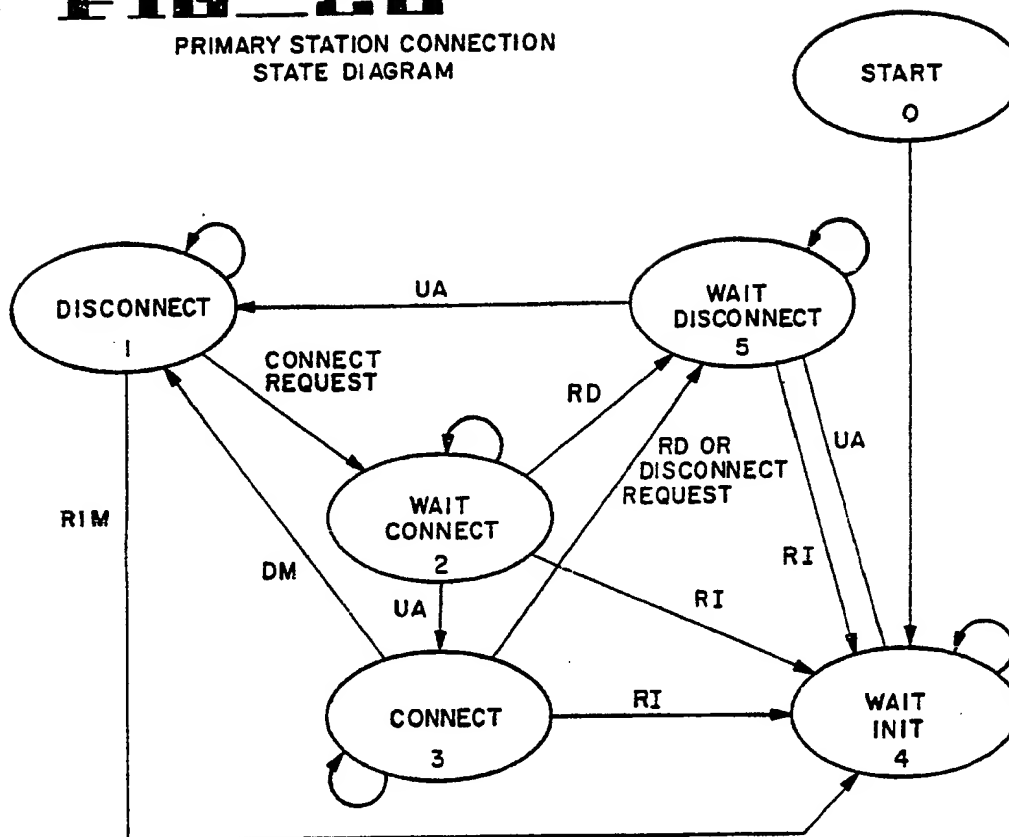 PRIMARY STATION CONNECTION
STATE DIAGRAM
START
0
DISCONNECT
1
UA
WAIT
DISCONNECT
5
CONNECT
REQUEST
RD
RD OR
DISCONNECT
REQUEST
UA
WAIT
CONNECT
2
RIM
DM
UA
RI
RI
CONNECT
3
RI
WAIT
INIT
4